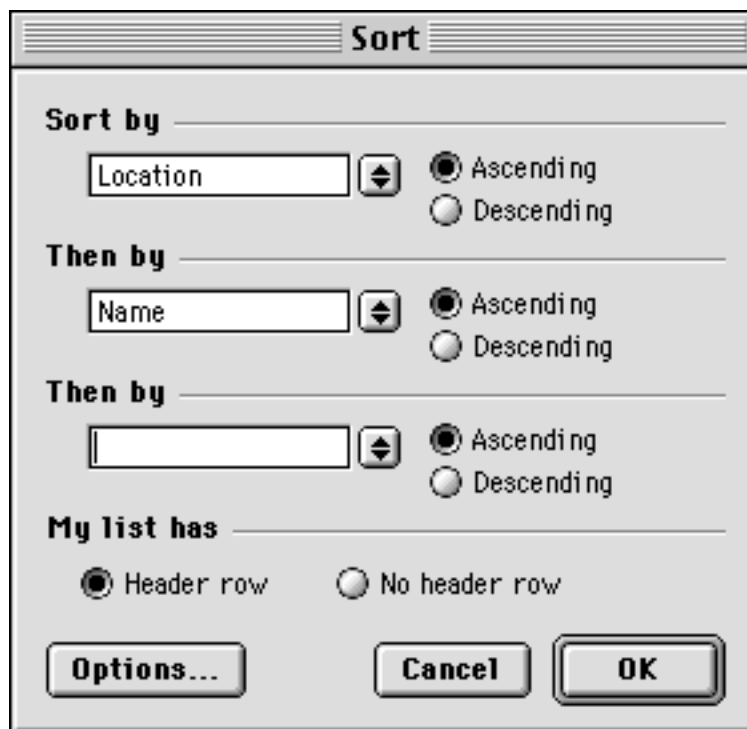 Sort
Sort by
Location
Ascending
Descending
Then by
Name
Ascending
Descending
Then by
Ascending
Descending
My list has
Header row No header row
Options... Cancel OK